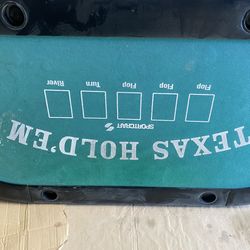 TEXAS HOLD'EM
SPORTCRAFT
Flop Flop Flop Turn River